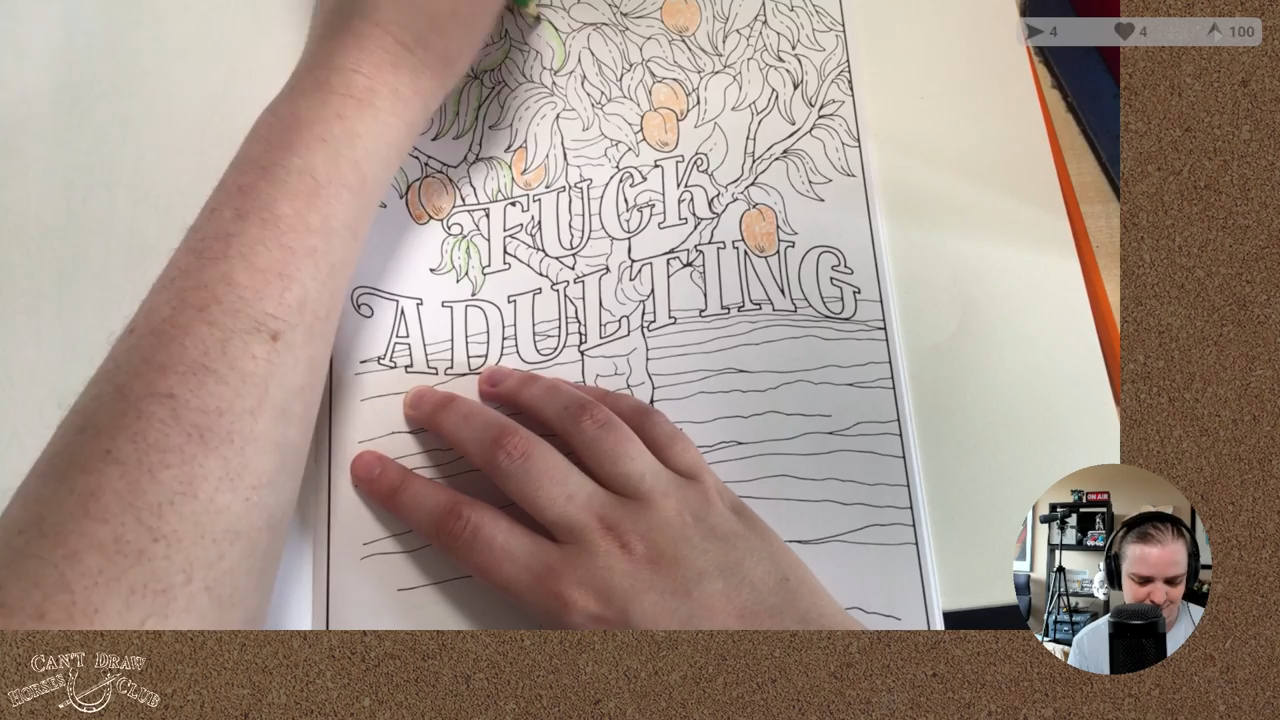 4 4 100
FUCK
ADULTING
ON AIR
CAN'T DRAW
HORSES CLUB